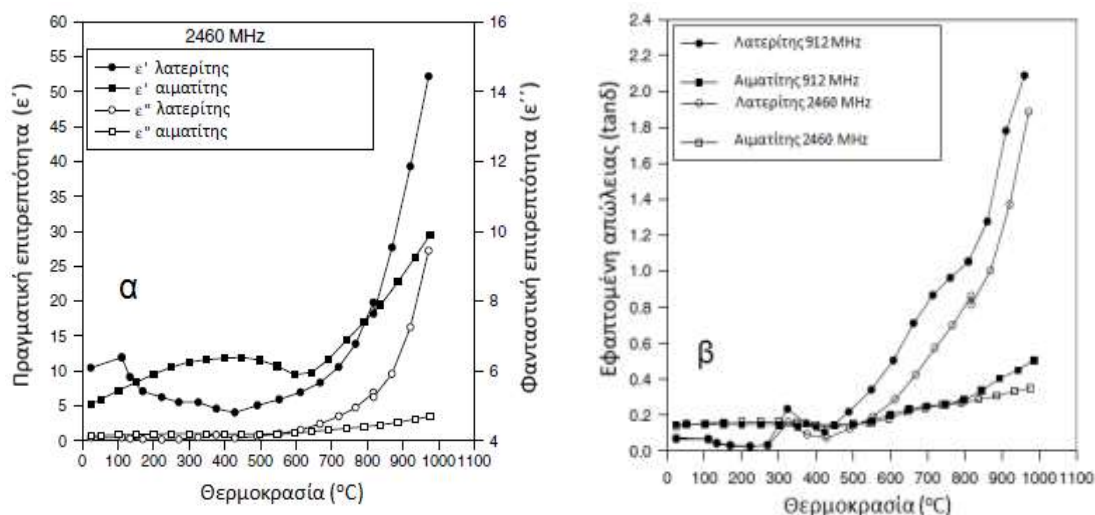 2460 MHz
ε' λατερίτης
ε' αιματίτης
ε" λατερίτης
ε" αιματίτης
α
Πραγματική επιτρεπτότητα (ε΄)
60
55
50
45
40
35
30
25
20
15
10
5
0
Φανταστική επιτρεπτότητα (ε΄΄)
16
14
12
10
8
6
4
0 100 200 300 400 500 600 700 800 900 1000 1100
Θερμοκρασία (°C)
Λατερίτης 912 MHz
Αιματίτης 912 MHz
Λατερίτης 2460 MHz
Αιματίτης 2460 MHz
β
Εφαπτομένη απώλειας (tanδ)
2.4
2.2
2.0
1.8
1.6
1.4
1.2
1.0
0.8
0.6
0.4
0.2
0.0
0 100 200 300 400 500 600 700 800 900 1000 1100
Θερμοκρασία (°C)